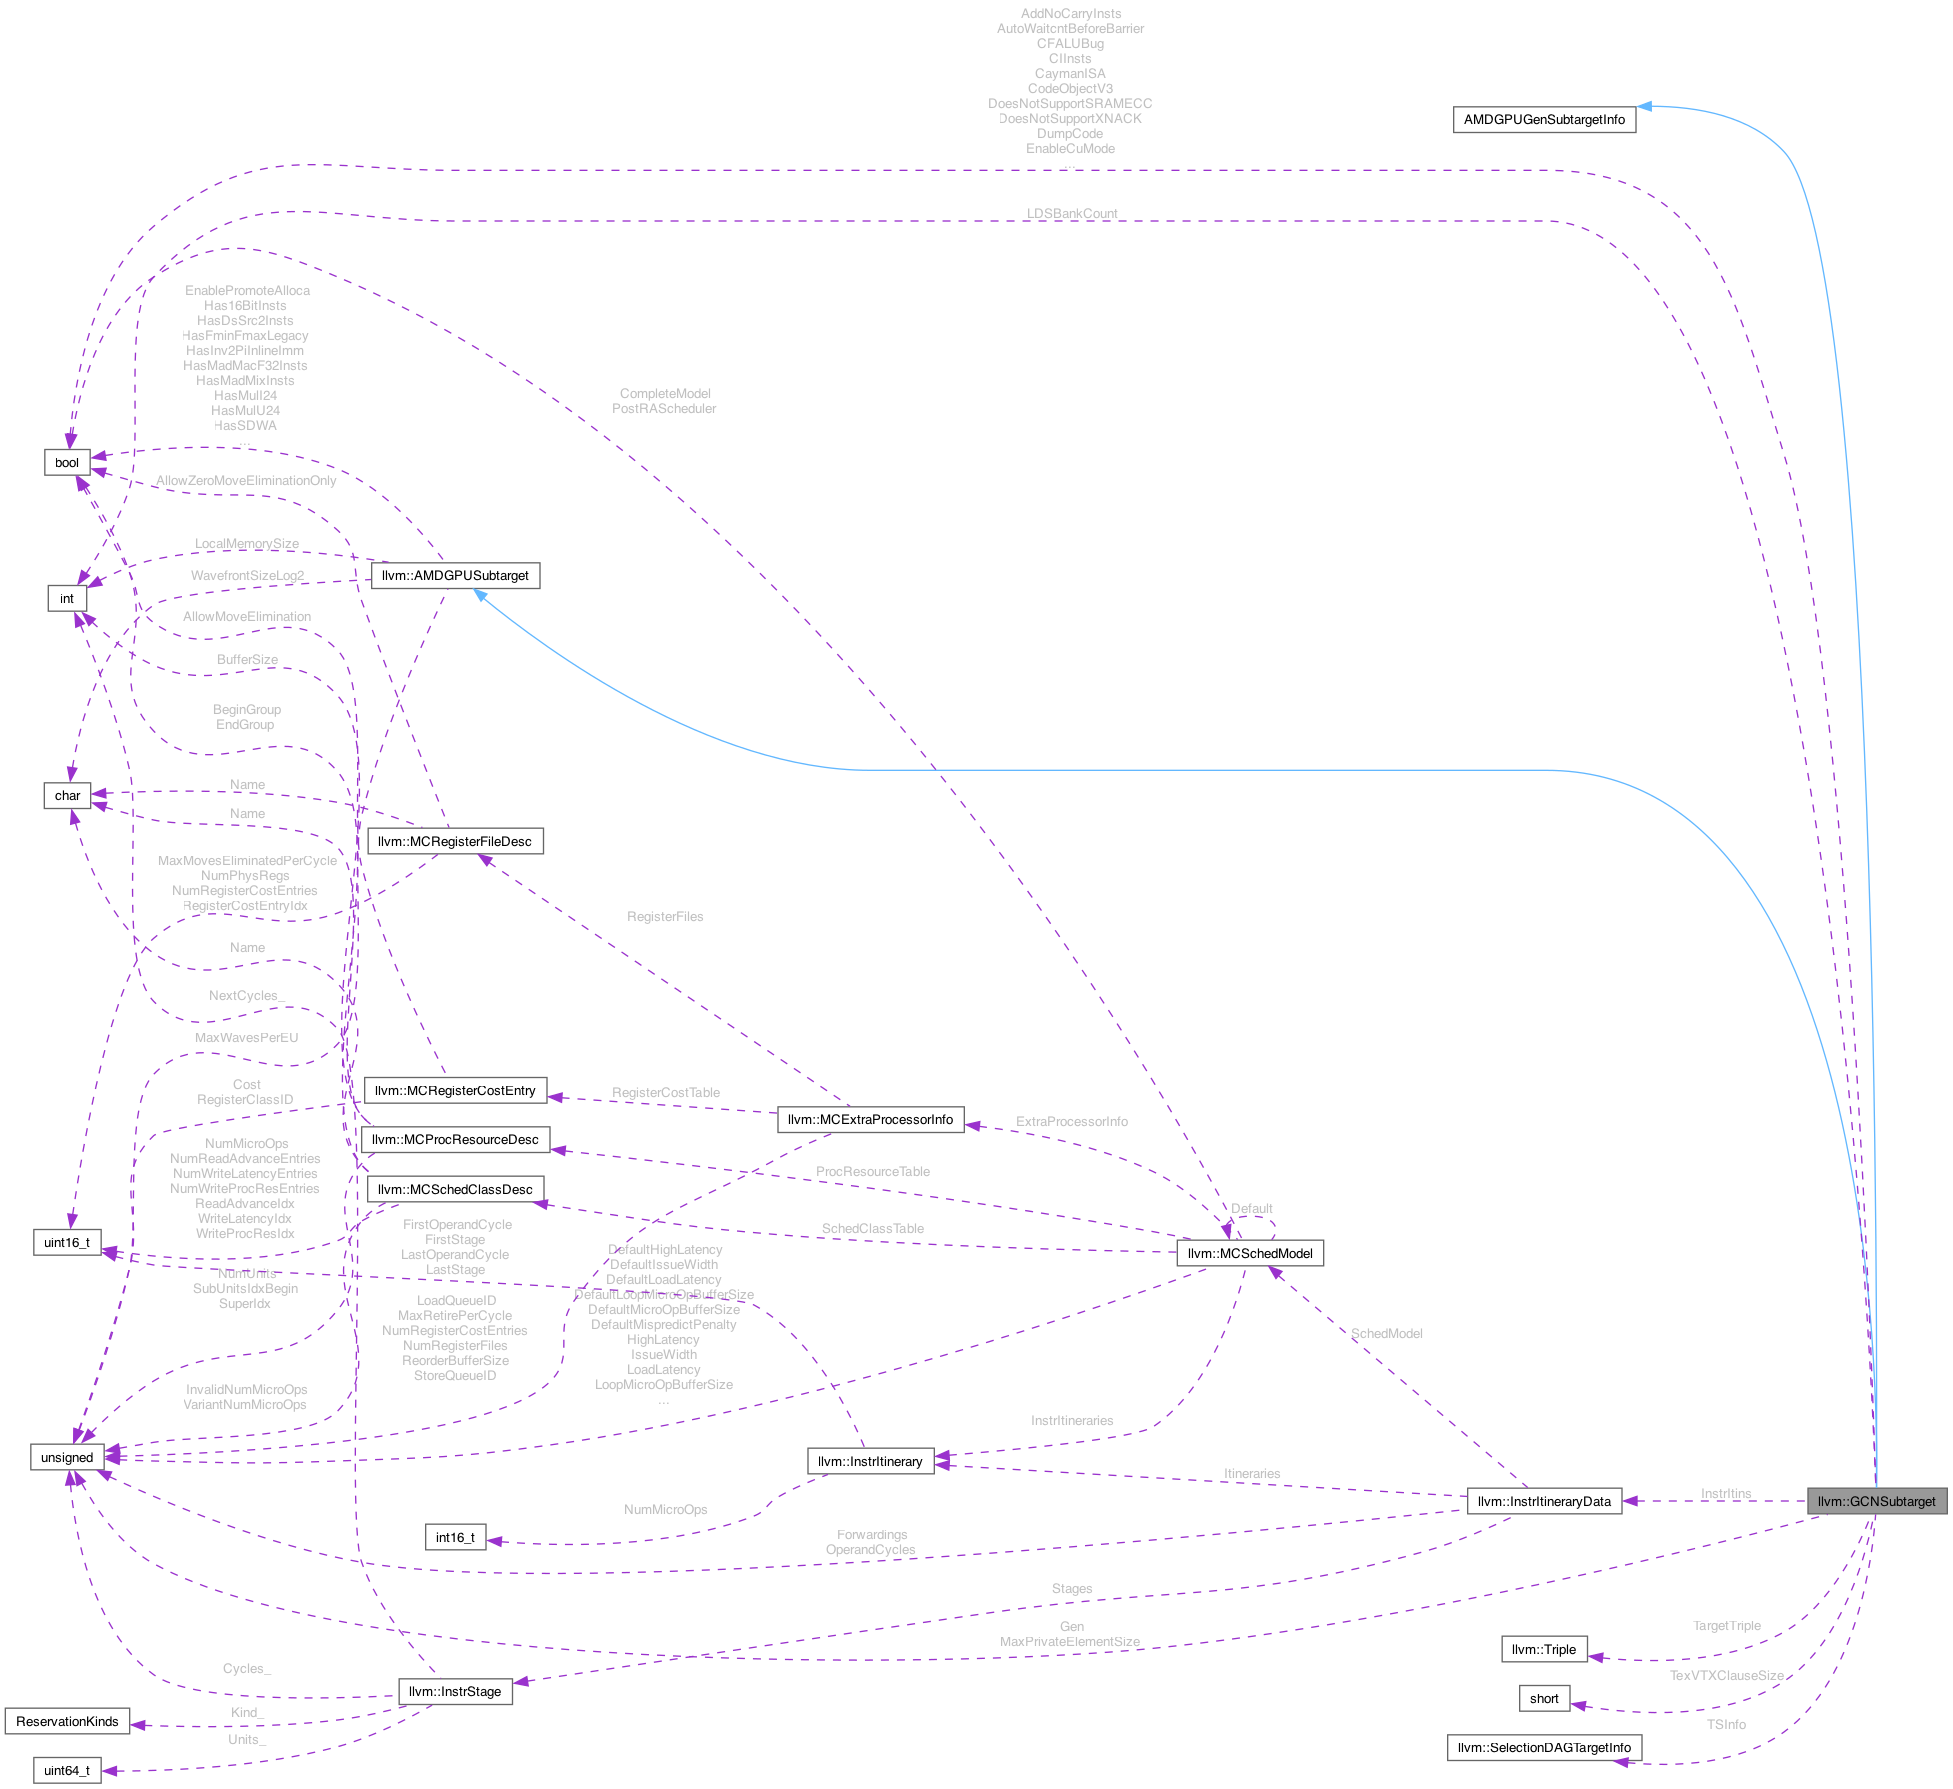 AddNoCarryInsts
AutoWaitcntBeforeBarrier
CFALUBug
CIInsts
CaymanISA
CodeObjectV3
DoesNotSupportSRAMECC
DoesNotSupportXNACK
DumpCode
EnableCuMode
...
AMDGPUGenSubtargetInfo
LDSBankCount
EnablePromoteAlloca
Has16BitInsts
HasDsSrc2Insts
HasFminFmaxLegacy
HasInv2PiInlineImm
HasMadMacF32Insts
HasMadMixInsts
HasMulI24
HasMulU24
HasSDWA
...
CompleteModel
PostRAScheduler
bool
AllowZeroMoveEliminationOnly
LocalMemorySize
WavefrontSizeLog2
llvm::AMDGPUSubtarget
int
AllowMoveElimination
BufferSize
BeginGroup
EndGroup
Name
char
Name
llvm::MCRegisterFileDesc
MaxMovesEliminatedPerCycle
NumPhysRegs
NumRegisterCostEntries
RegisterCostEntryIdx
RegisterFiles
Name
NextCycles_
MaxWavesPerEU
Cost
RegisterClassID
llvm::MCRegisterCostEntry
RegisterCostTable
llvm::MCExtraProcessorInfo
ExtraProcessorInfo
llvm::MCProcResourceDesc
NumMicroOps
NumReadAdvanceEntries
NumWriteLatencyEntries
NumWriteProcResEntries
ReadAdvanceIdx
WriteLatencyIdx
WriteProcResIdx
ProcResourceTable
llvm::MCSchedClassDesc
Default
SchedClassTable
uint16_t
FirstOperandCycle
FirstStage
LastOperandCycle
LastStage
llvm::MCSchedModel
NumUnits
SubUnitsIdxBegin
SuperIdx
DefaultHighLatency
DefaultIssueWidth
DefaultLoadLatency
DefaultLoopMicroOpBufferSize
DefaultMicroOpBufferSize
DefaultMispredictPenalty
HighLatency
IssueWidth
LoadLatency
LoopMicroOpBufferSize
...
LoadQueueID
MaxRetirePerCycle
NumRegisterCostEntries
NumRegisterFiles
ReorderBufferSize
StoreQueueID
SchedModel
InvalidNumMicroOps
VariantNumMicroOps
InstrItineraries
unsigned
llvm::InstrItinerary
Itineraries
llvm::InstrItineraryData
InstrItins
llvm::GCNSubtarget
NumMicroOps
int16_t
Forwardings
OperandCycles
Stages
Gen
MaxPrivateElementSize
TargetTriple
llvm::Triple
Cycles_
TexVTXClauseSize
llvm::InstrStage
short
Kind_
ReservationKinds
TSInfo
Units_
llvm::SelectionDAGTargetInfo
uint64_t